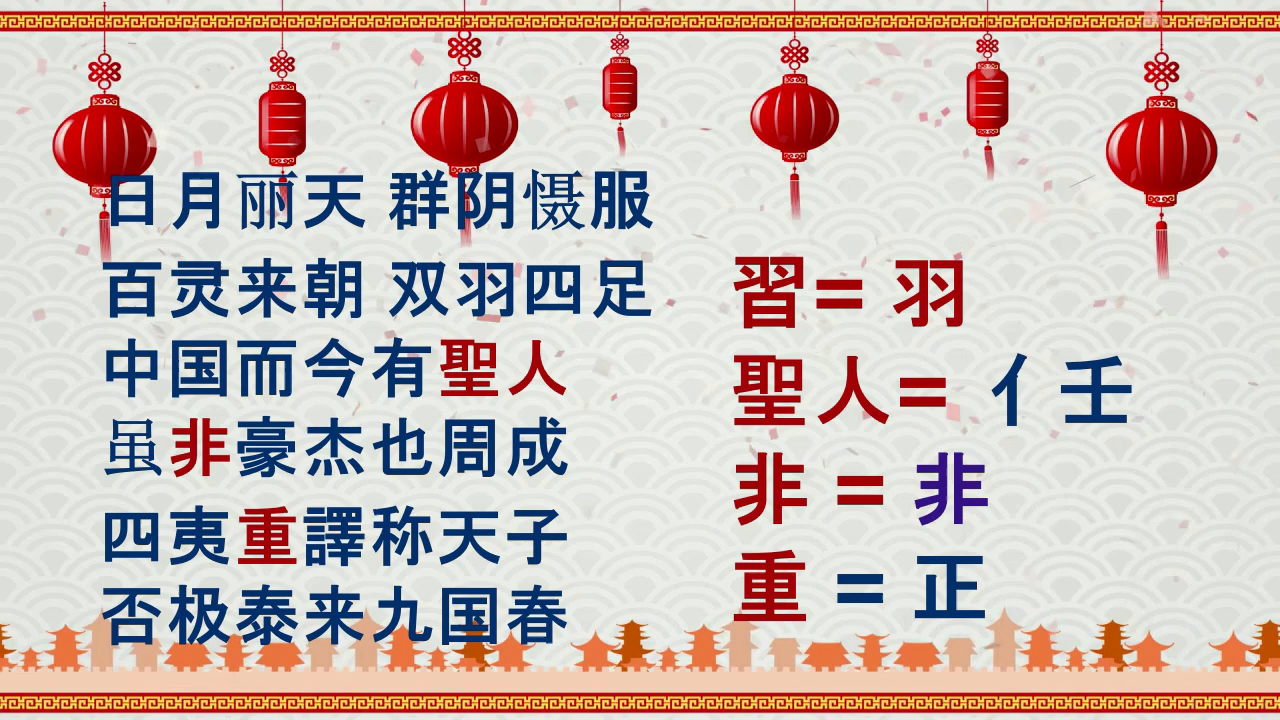 日月丽天 群阴慑服
百灵来朝 双羽四足
中国而今有聖人
虽非豪杰也周成
四夷重譯称天子
否极泰来九国春
習= 羽
聖人= 亻壬
非 = 非
重 = 正